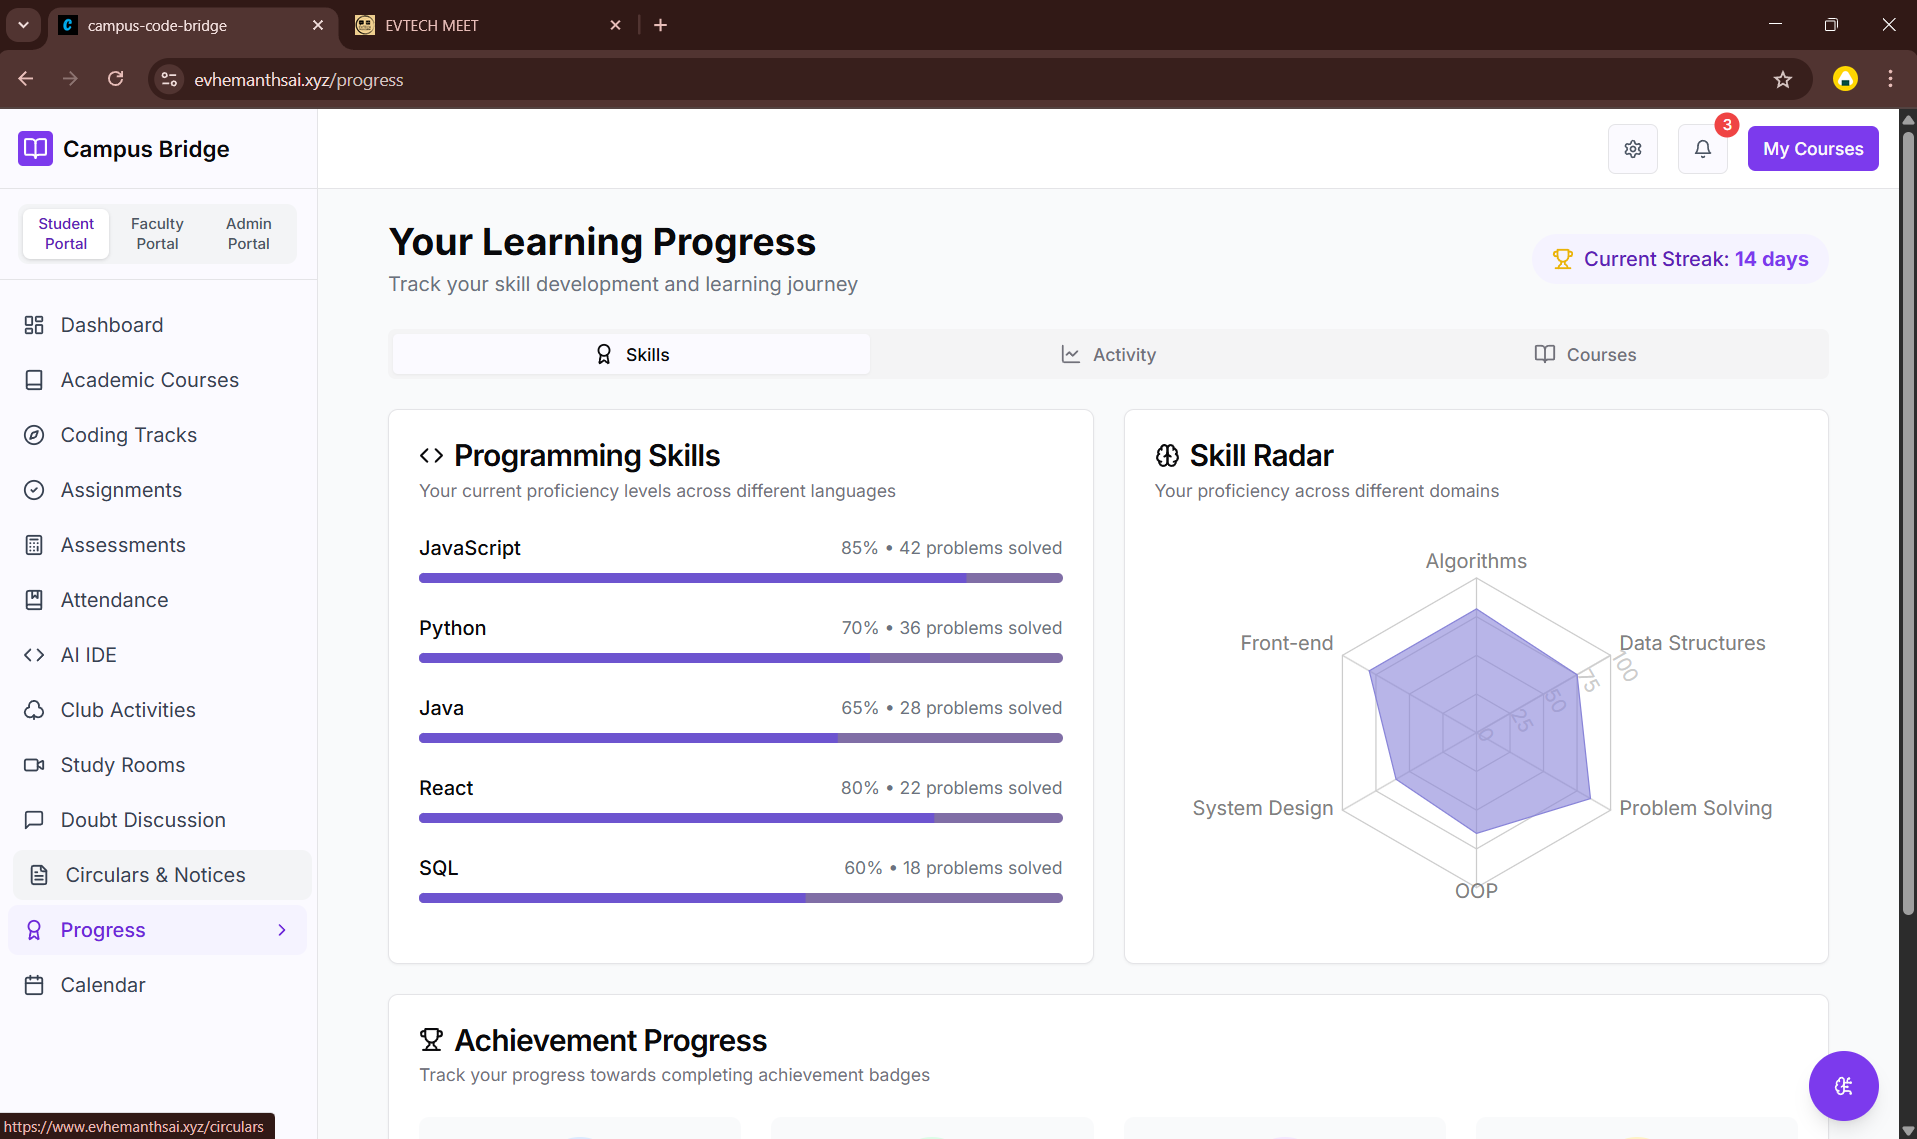 campus-code-bridge
EVTECH MEET
evhemanthsai.xyz/progress
Campus Bridge
3
My Courses
Student Portal
Faculty Portal
Admin Portal
Dashboard
Academic Courses
Coding Tracks
Assignments
Assessments
Attendance
AI IDE
Club Activities
Study Rooms
Doubt Discussion
Circulars & Notices
Progress
Calendar
https://www.evhemanthsai.xyz/circulars
Your Learning Progress
Track your skill development and learning journey
Current Streak: 14 days
Skills
Activity
Courses
Programming Skills
Your current proficiency levels across different languages
JavaScript 85% • 42 problems solved
Python 70% • 36 problems solved
Java 65% • 28 problems solved
React 80% • 22 problems solved
SQL 60% • 18 problems solved
Skill Radar
Your proficiency across different domains
Algorithms
Front-end
Data Structures
100
75
50
25
0
System Design
Problem Solving
OOP
Achievement Progress
Track your progress towards completing achievement badges